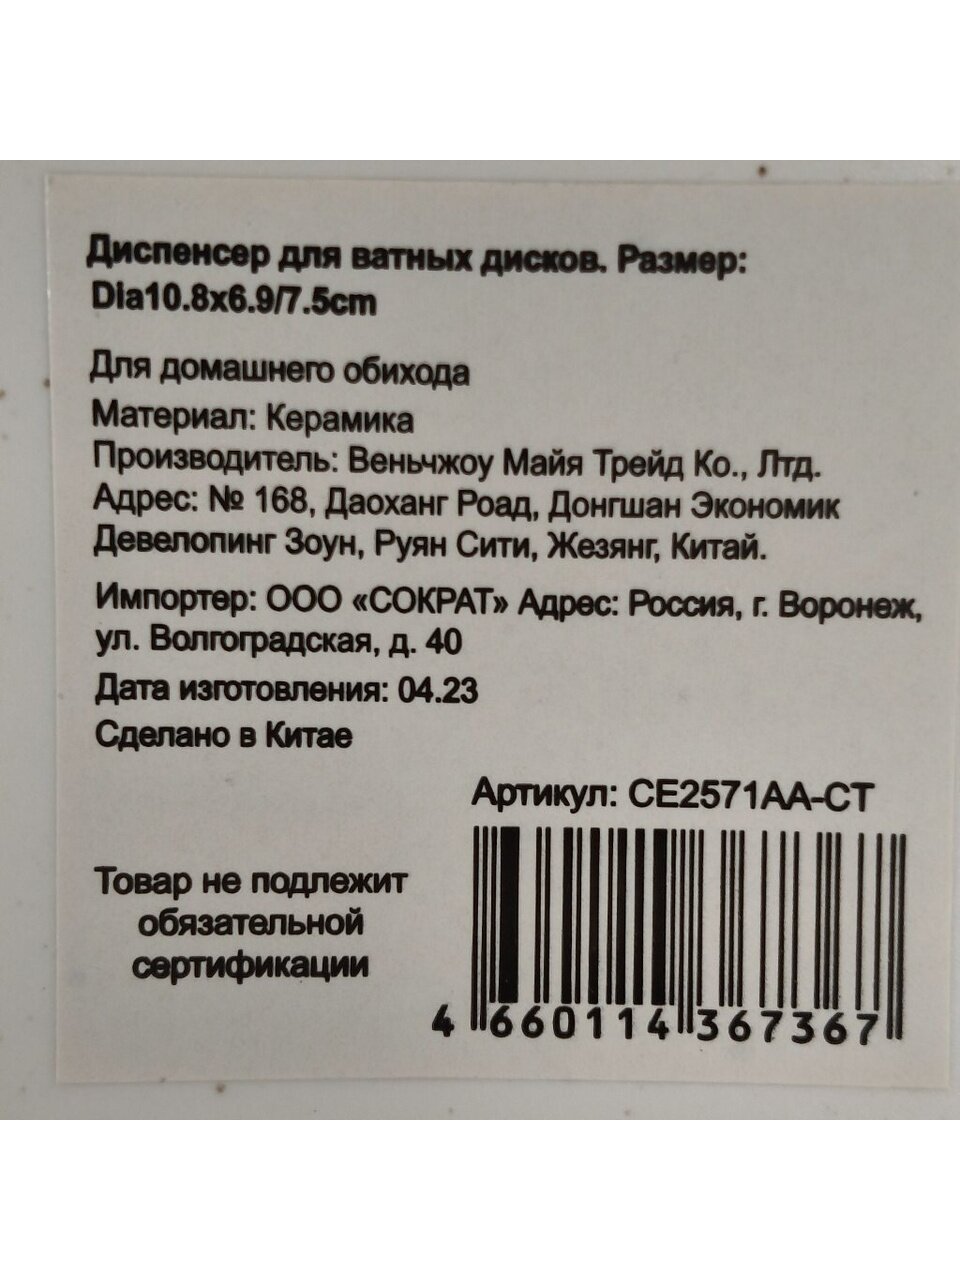 Диспенсер для ватных дисков. Размер:
Dia10.8x6.9/7.5cm
Для домашнего обихода
Материал: Керамика
Производитель: Веньчжоу Майя Трейд Ко., Лтд.
Адрес: № 168, Даоханг Роад, Донгшан Экономик
Девелопинг Зоун, Руян Сити, Жезянг, Китай.
Импортер: ООО «СОКРАТ» Адрес: Россия, г. Воронеж,
ул. Волгоградская, д. 40
Дата изготовления: 04.23
Сделано в Китае
Артикул: CE2571AA-CT
Товар не подлежит
обязательной
сертификации
4 660114 367367